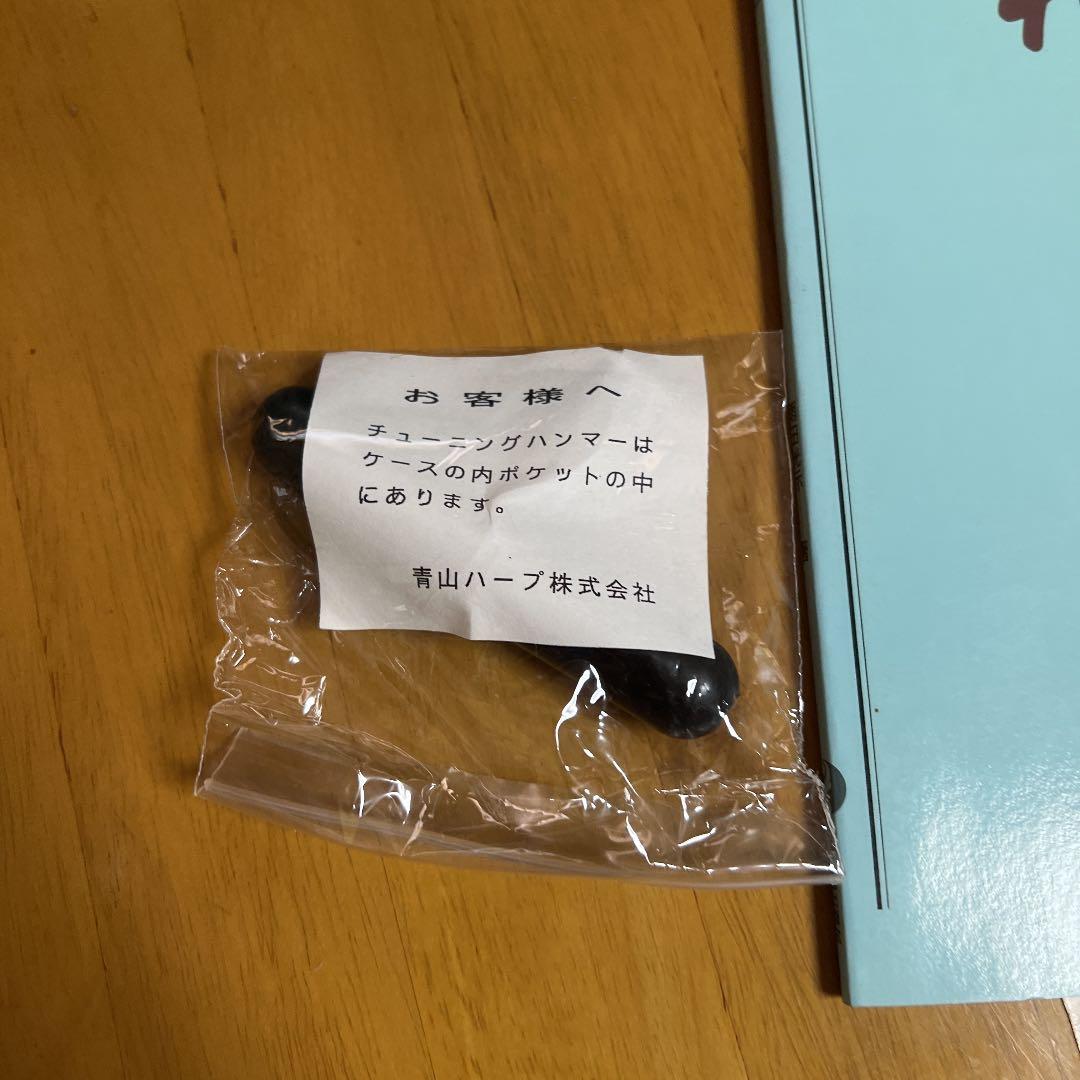 お客様へ
チューニングハンマーは
ケースの内ポケットの中
にあります。
青山ハープ株式会社